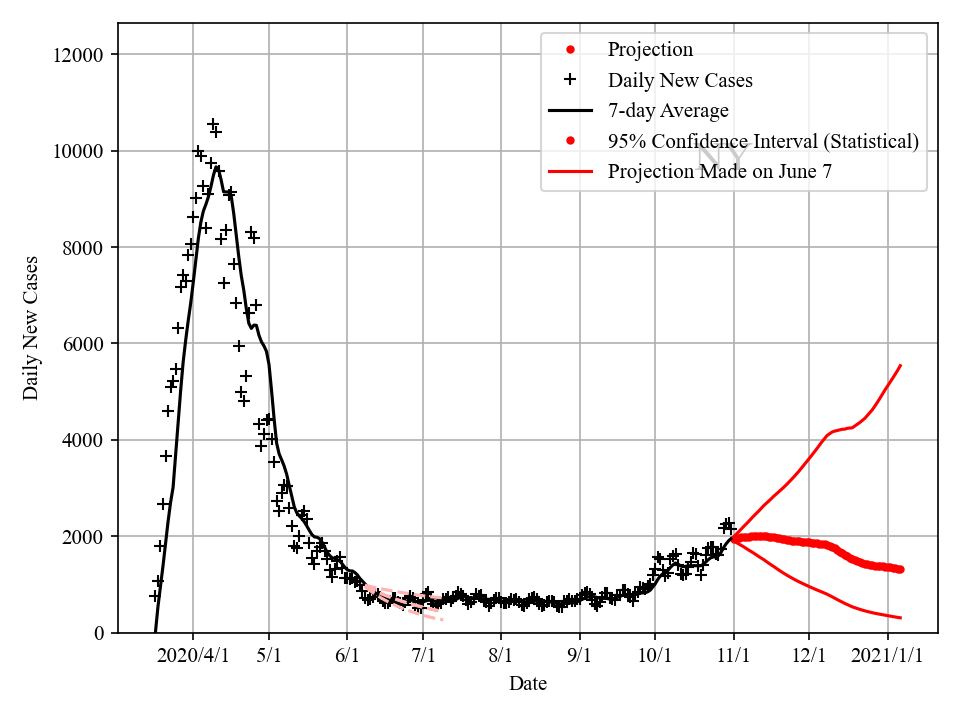 12000
10000
8000
6000
4000
2000
0
Daily New Cases
Projection
Daily New Cases
7-day Average
95% Confidence Interval (Statistical)
NY
Projection Made on June 7
2020/4/1 5/1 6/1 7/1 8/1 9/1 10/1 11/1 12/1 2021/1/1
Date